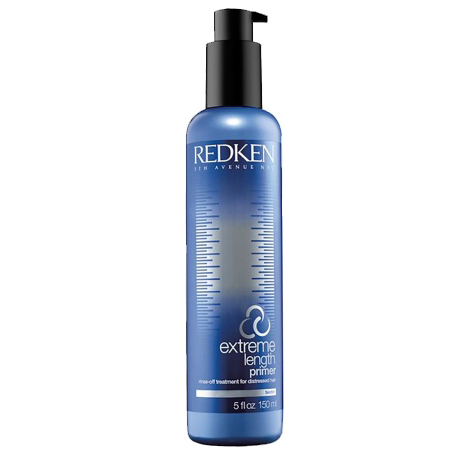 REDKEN
5TH AVENUE NYC
extreme
length
primer
rinse-off treatment for distressed hair
5 fl oz 150 ml